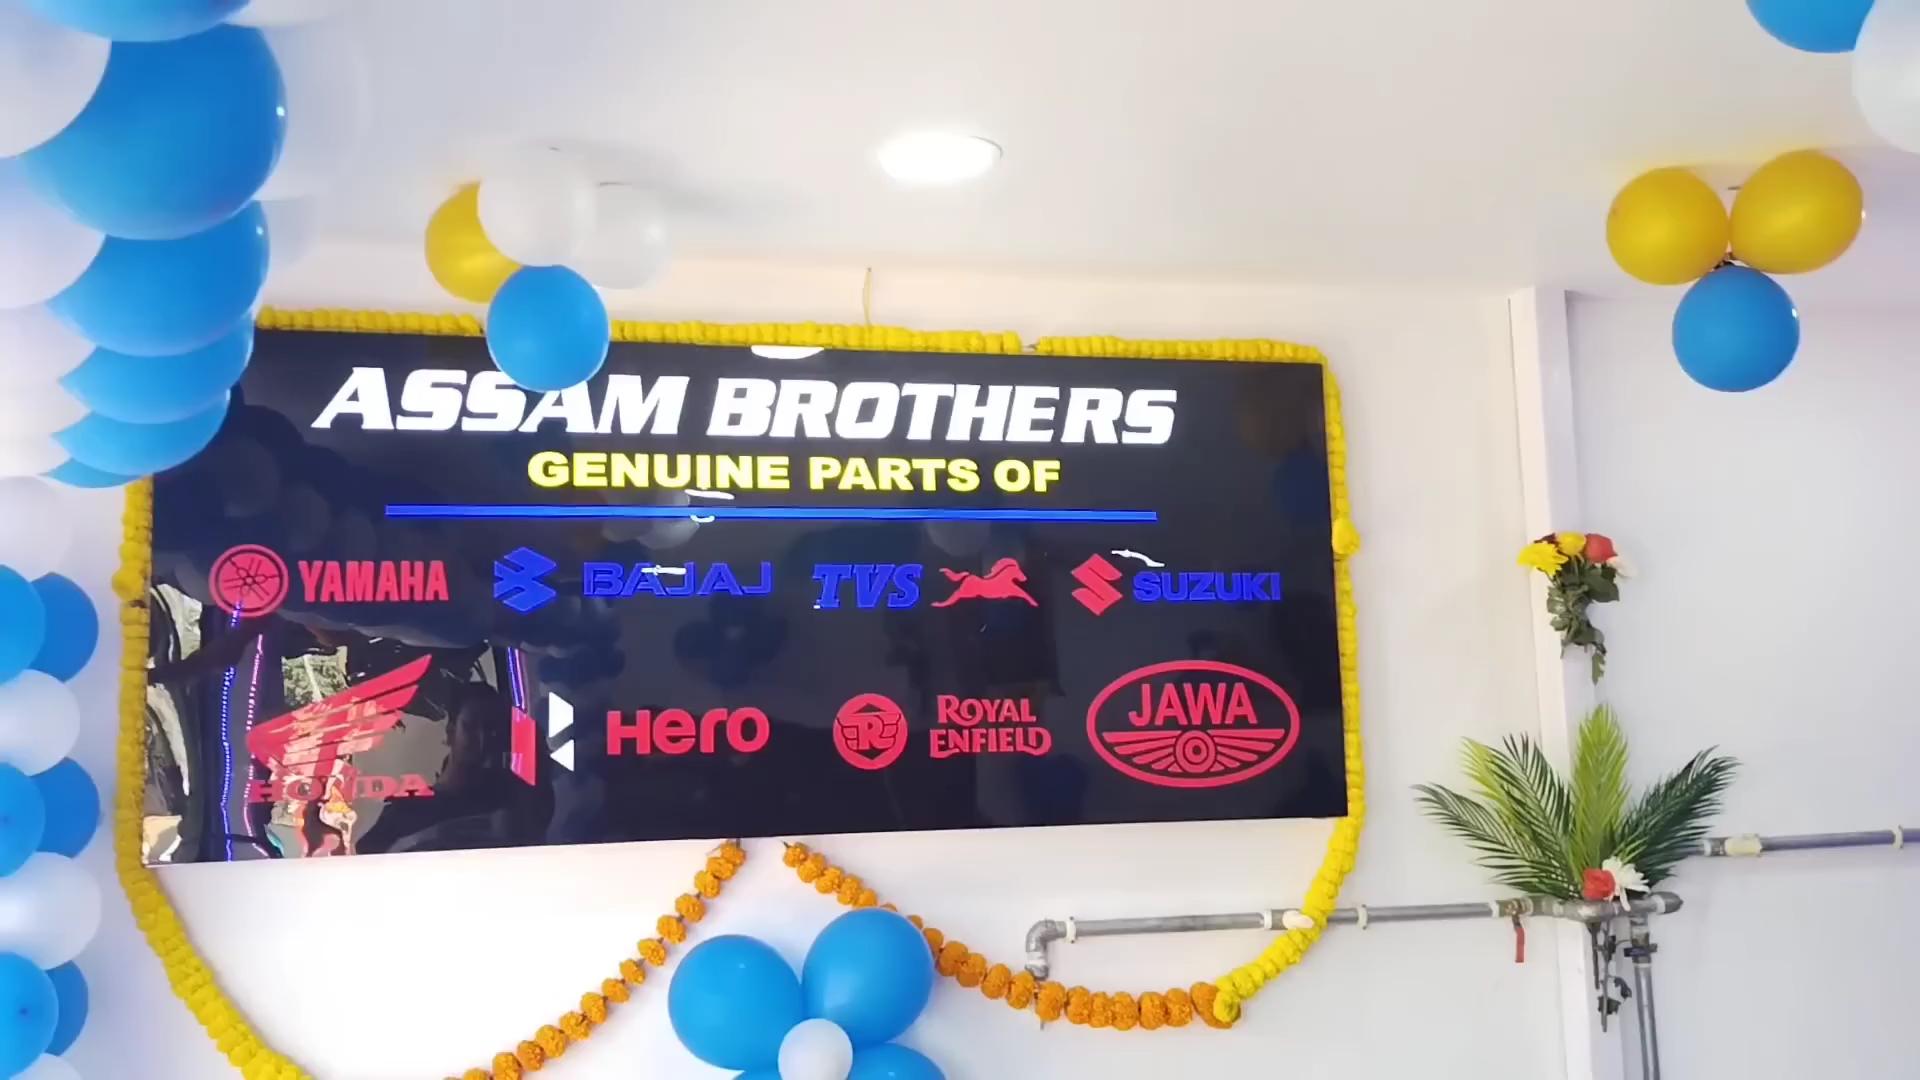 ASSAM BROTHERS
GENUINE PARTS OF
YAMAHA BAJAJ TVS SUZUKI
HONDA Hero R ROYAL ENFIELD JAWA